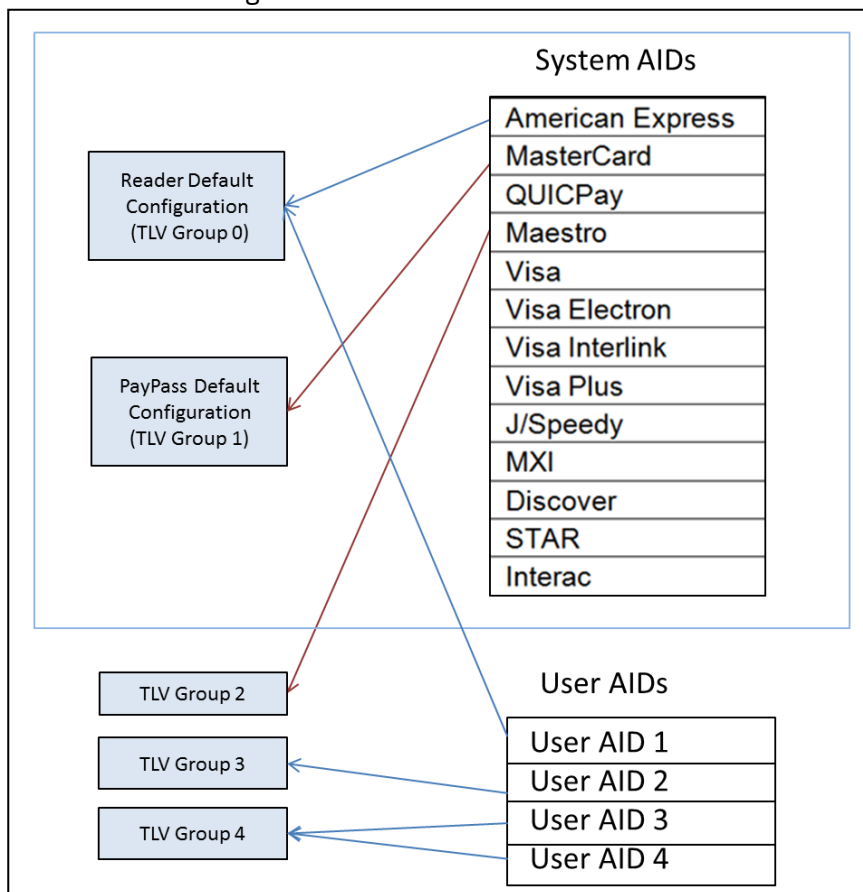 System AIDs
American Express
MasterCard
QUICPay
Maestro
Visa
Visa Electron
Visa Interlink
Visa Plus
J/Speedy
MXI
Discover
STAR
Interac
Reader Default
Configuration
(TLV Group 0)
PayPass Default
Configuration
(TLV Group 1)
TLV Group 2
TLV Group 3
TLV Group 4
User AIDs
User AID 1
User AID 2
User AID 3
User AID 4